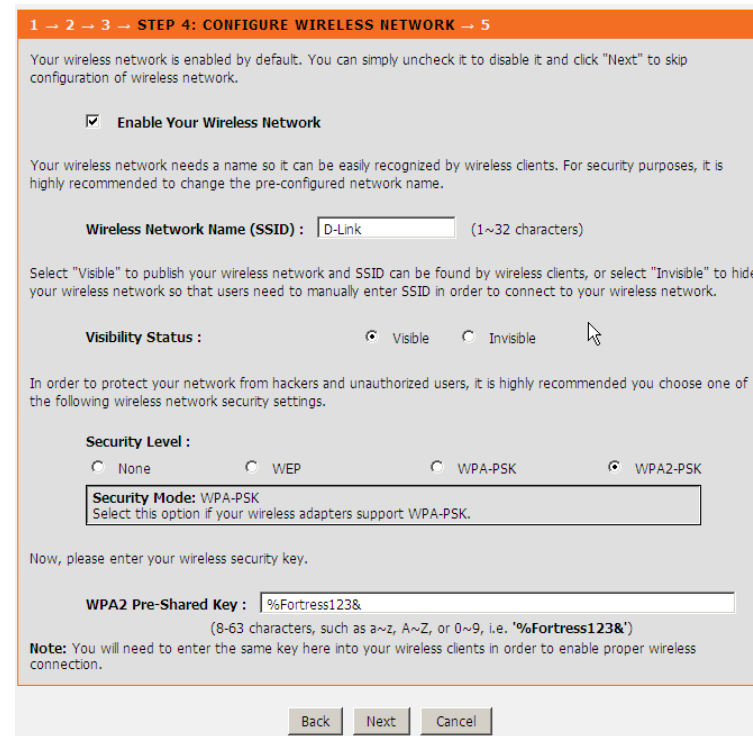 1 → 2 → 3 → STEP 4: CONFIGURE WIRELESS NETWORK → 5
Your wireless network is enabled by default. You can simply uncheck it to disable it and click "Next" to skip
configuration of wireless network.
Enable Your Wireless Network
Your wireless network needs a name so it can be easily recognized by wireless clients. For security purposes, it is
highly recommended to change the pre-configured network name.
Wireless Network Name (SSID) : D-Link (1~32 characters)
Select "Visible" to publish your wireless network and SSID can be found by wireless clients, or select "Invisible" to hide
your wireless network so that users need to manually enter SSID in order to connect to your wireless network.
Visibility Status : Visible Invisible
In order to protect your network from hackers and unauthorized users, it is highly recommended you choose one of
the following wireless network security settings.
Security Level :
None WEP WPA-PSK WPA2-PSK
Security Mode: WPA-PSK
Select this option if your wireless adapters support WPA-PSK.
Now, please enter your wireless security key.
WPA2 Pre-Shared Key : %Fortress123&
(8-63 characters, such as a~z, A~Z, or 0~9, i.e. '%Fortress123&')
Note: You will need to enter the same key here into your wireless clients in order to enable proper wireless
connection.
Back Next Cancel